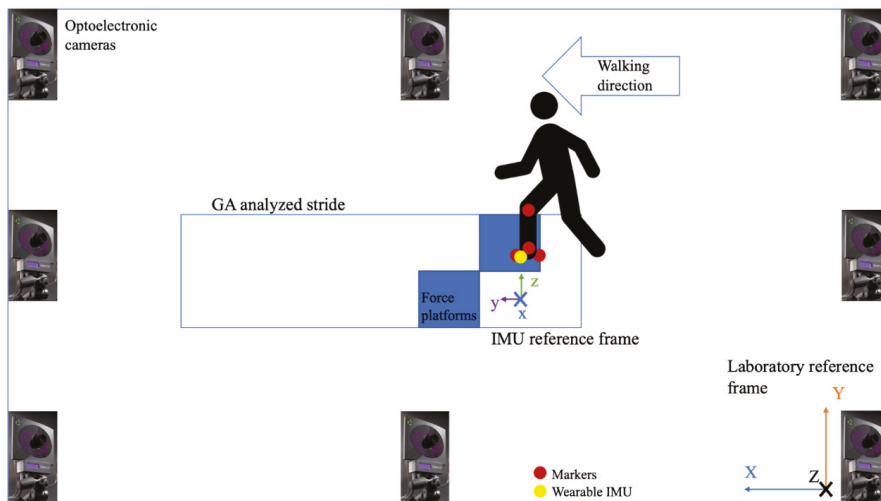 Optoelectronic
cameras
Walking
direction
GA analyzed stride
Force
platforms
z
y
x
IMU reference frame
Laboratory reference
frame
Y
X
Z
Markers
Wearable IMU